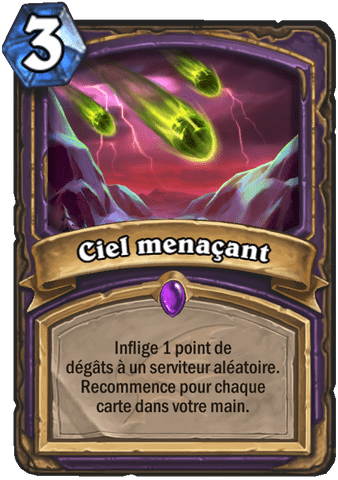 3
Ciel menaçant
Inflige 1 point de
dégâts à un serviteur aléatoire.
Recommence pour chaque
carte dans votre main.